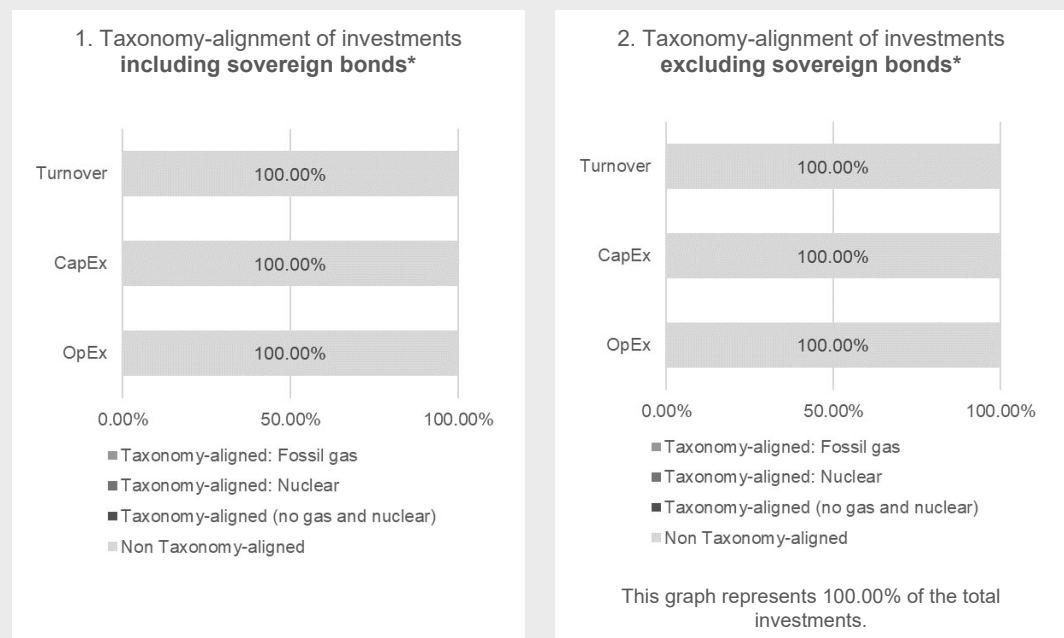 1. Taxonomy-alignment of investments
including sovereign bonds*
Turnover
100.00%
CapEx
100.00%
OpEx
100.00%
0.00%
50.00%
100.00%
Taxonomy-aligned: Fossil gas
Taxonomy-aligned: Nuclear
Taxonomy-aligned (no gas and nuclear)
Non Taxonomy-aligned
2. Taxonomy-alignment of investments
excluding sovereign bonds*
Turnover
100.00%
CapEx
100.00%
OpEx
100.00%
0.00%
50.00%
100.00%
Taxonomy-aligned: Fossil gas
Taxonomy-aligned: Nuclear
Taxonomy-aligned (no gas and nuclear)
Non Taxonomy-aligned
This graph represents 100.00% of the total
investments.